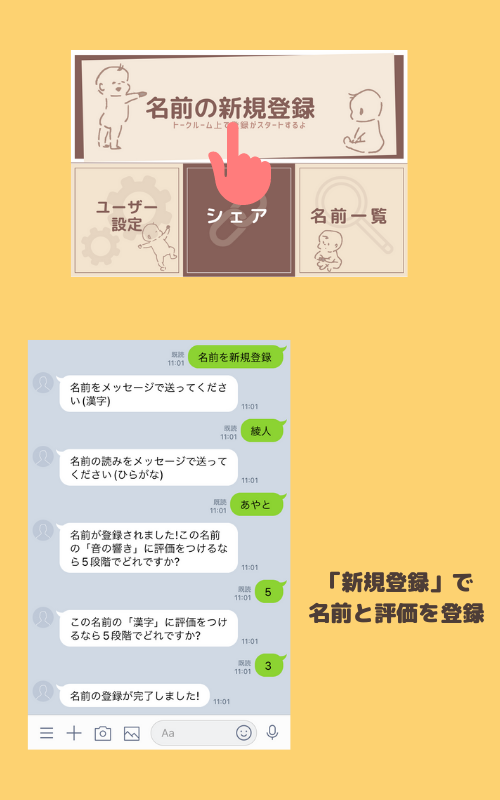 名前の新規登録
トークルーム上で登録がスタートするよ
ユーザー
設定
シェア
名前一覧
既読
11:01
名前を新規登録
名前をメッセージで送ってくださ
い(漢字)
11:01
既読
11:01
綾人
名前の読みをメッセージで送って
ください(ひらがな)
11:01
既読
11:01
あやと
名前が登録されました!この名前
の「音の響き」に評価をつけるな
ら5段階でどれですか?
11:01
既読
11:01
5
この名前の「漢字」に評価をつけ
るなら5段階でどれですか?
11:01
既読
11:01
3
名前の登録が完了しました!
11:01
Aa
「新規登録」で
名前と評価を登録